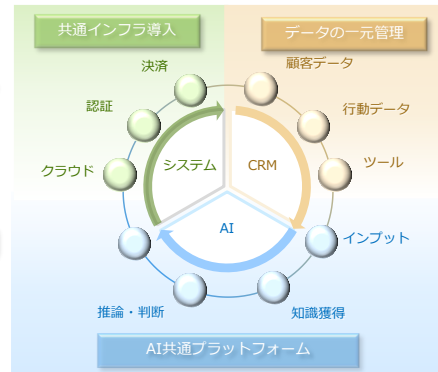 共通インフラ導入
データの一元管理
決済
顧客データ
認証
行動データ
クラウド
システム
CRM
ツール
AI
インプット
推論・判断
知識獲得
AI共通プラットフォーム